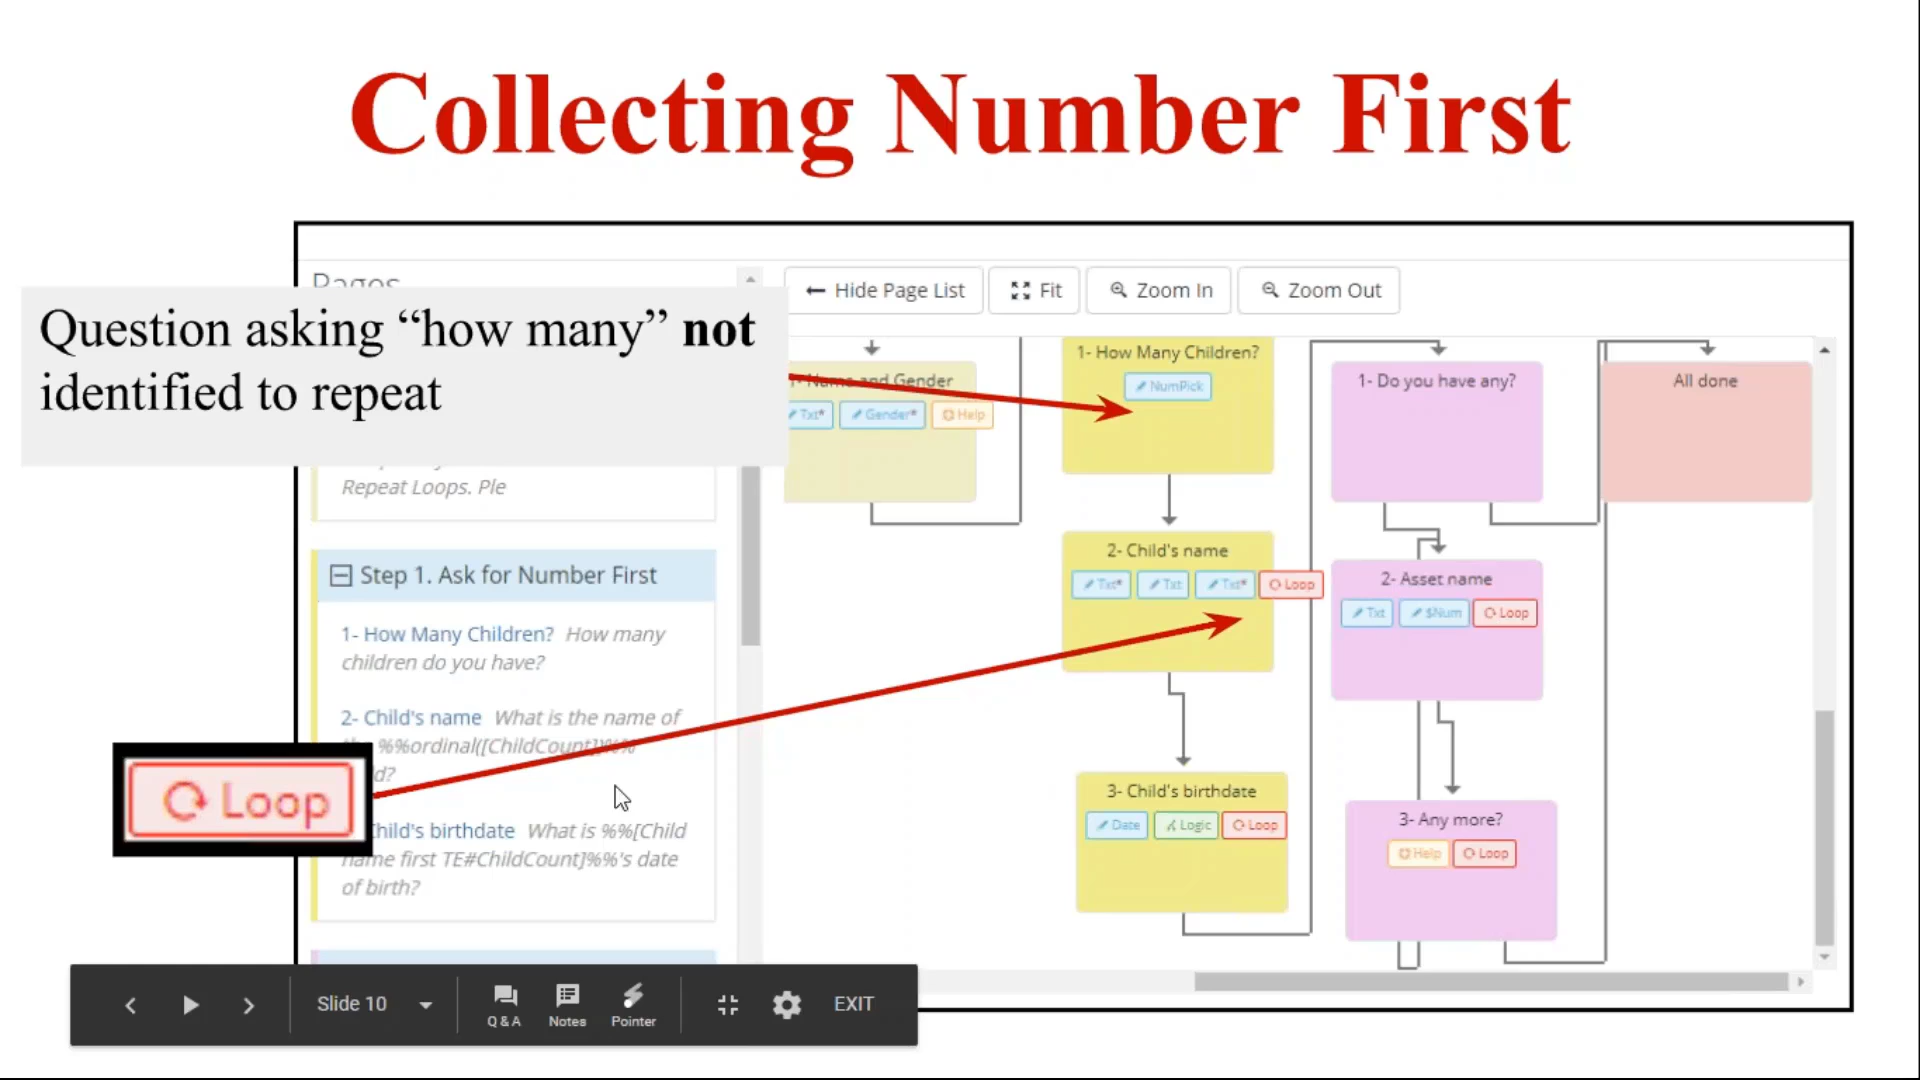 Collecting Number First
Pages
Hide Page List
Fit
Zoom In
Zoom Out
Question asking “how many” not
identified to repeat
Repeat Loops. Ple
Step 1. Ask for Number First
1- How Many Children? How many
children do you have?
2- Child's name What is the name of
%%ordinal([ChildCount])%%
Child's birthdate What is %%[Child
name first TE#ChildCount]%%'s date
of birth?
Loop
Name and Gender
Txt*
Gender*
Help
1- How Many Children?
NumPick
2- Child's name
Txt*
Txt
Txt*
Loop
3- Child's birthdate
Date
Logic
Loop
1- Do you have any?
2- Asset name
Txt
$Num
Loop
3- Any more?
Help
Loop
All done
Slide 10
Q & A
Notes
Pointer
EXIT